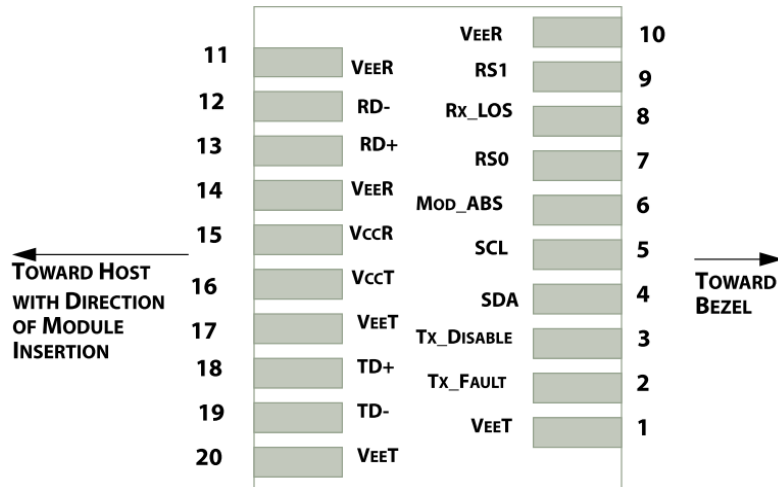 VEER 10
11 VEER
RS1 9
12 RD-
RX_LOS 8
13 RD+
RS0 7
14 VEER
MOD_ABS 6
15 VCCR
SCL 5
TOWARD HOST
WITH DIRECTION
OF MODULE
INSERTION
TOWARD
BEZEL
16 VCCT
SDA 4
17 VEET
TX_DISABLE 3
18 TD+
TX_FAULT 2
19 TD-
VEET 1
20 VEET